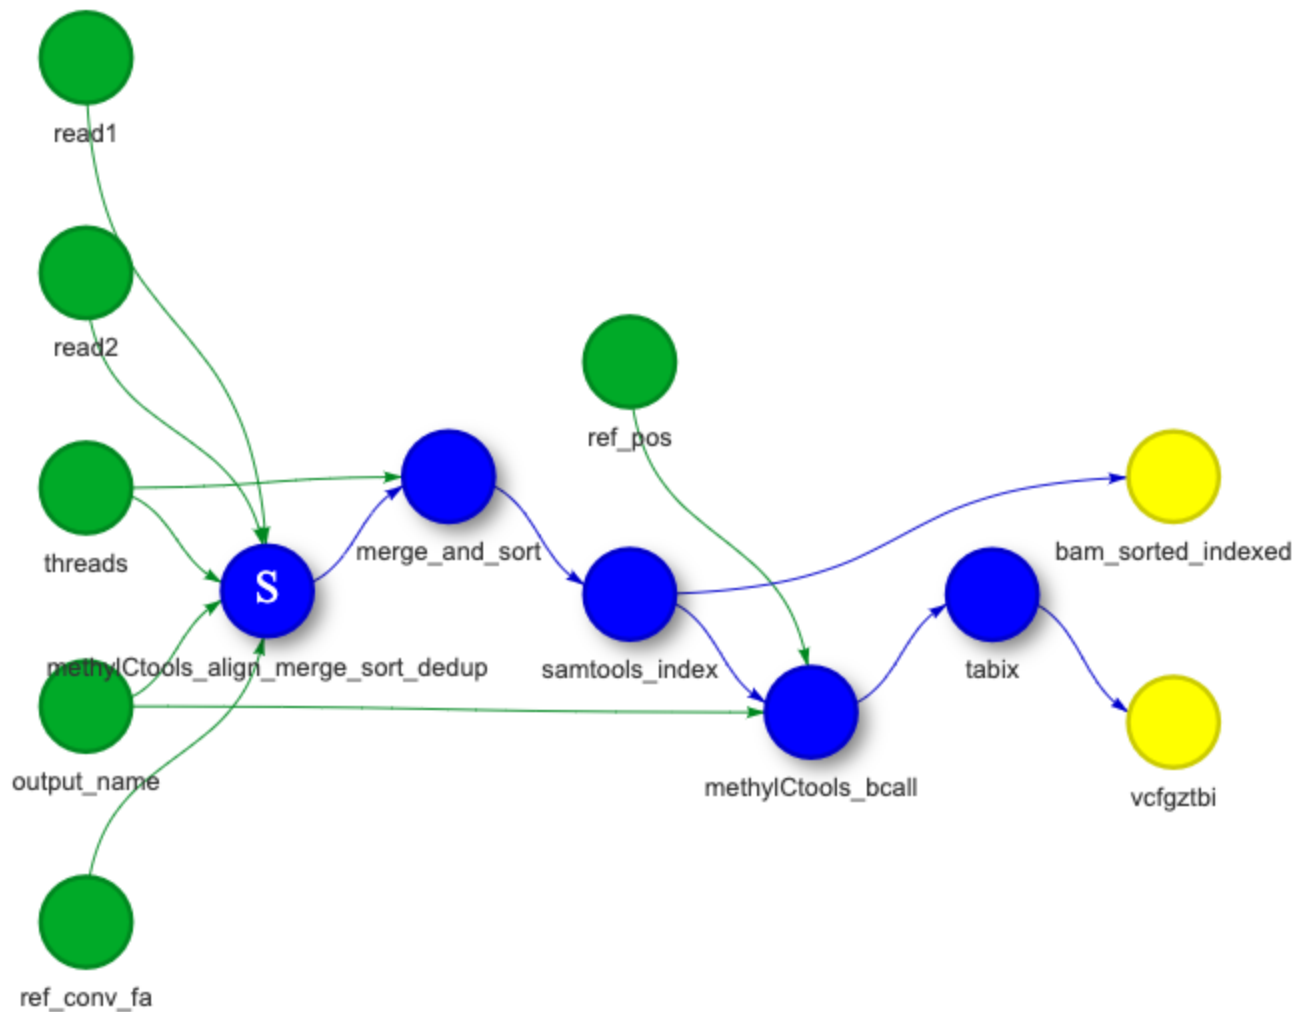 read1
read2
ref_pos
threads
merge_and_sort
bam_sorted_indexed
S
methylCtools_align_merge_sort_dedup
samtools_index
tabix
output_name
methylCtools_bcall
vcfgztbi
ref_conv_fa